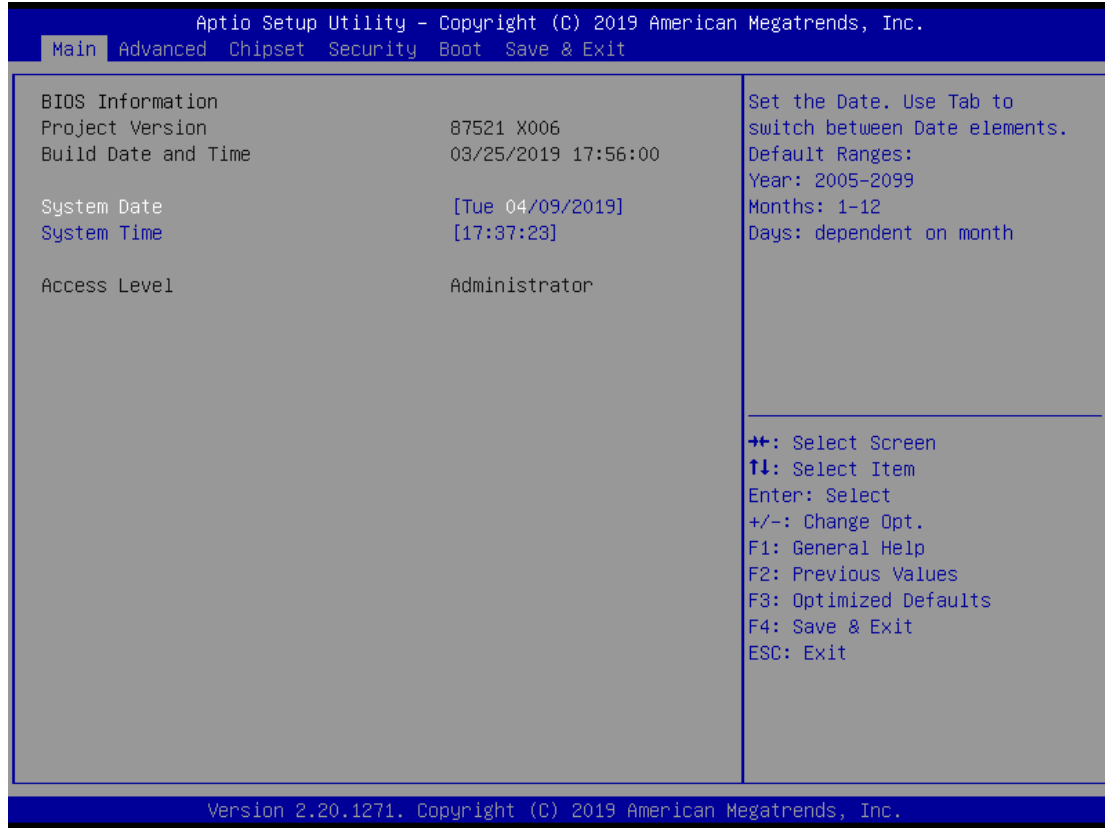 Aptio Setup Utility – Copyright (C) 2019 American Megatrends, Inc.
Main Advanced Chipset Security Boot Save & Exit
BIOS Information
Project Version 87521 X006
Build Date and Time 03/25/2019 17:56:00
System Date [Tue 04/09/2019]
System Time [17:37:23]
Access Level Administrator
Set the Date. Use Tab to
switch between Date elements.
Default Ranges:
Year: 2005-2099
Months: 1-12
Days: dependent on month
→←: Select Screen
↑↓: Select Item
Enter: Select
+/-: Change Opt.
F1: General Help
F2: Previous Values
F3: Optimized Defaults
F4: Save & Exit
ESC: Exit
Version 2.20.1271. Copyright (C) 2019 American Megatrends, Inc.